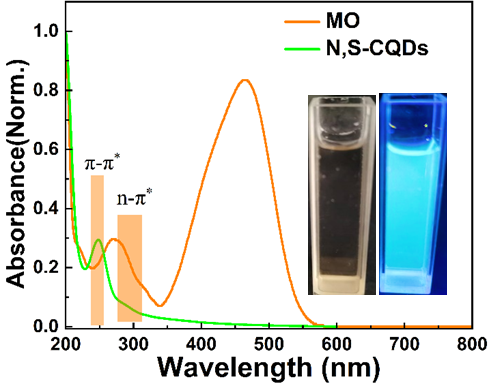 MO
N,S-CQDs
π-π*
n-π*
Absorbance(Norm.)
1.0
0.8
0.6
0.4
0.2
0.0
200 300 400 500 600 700 800
Wavelength (nm)